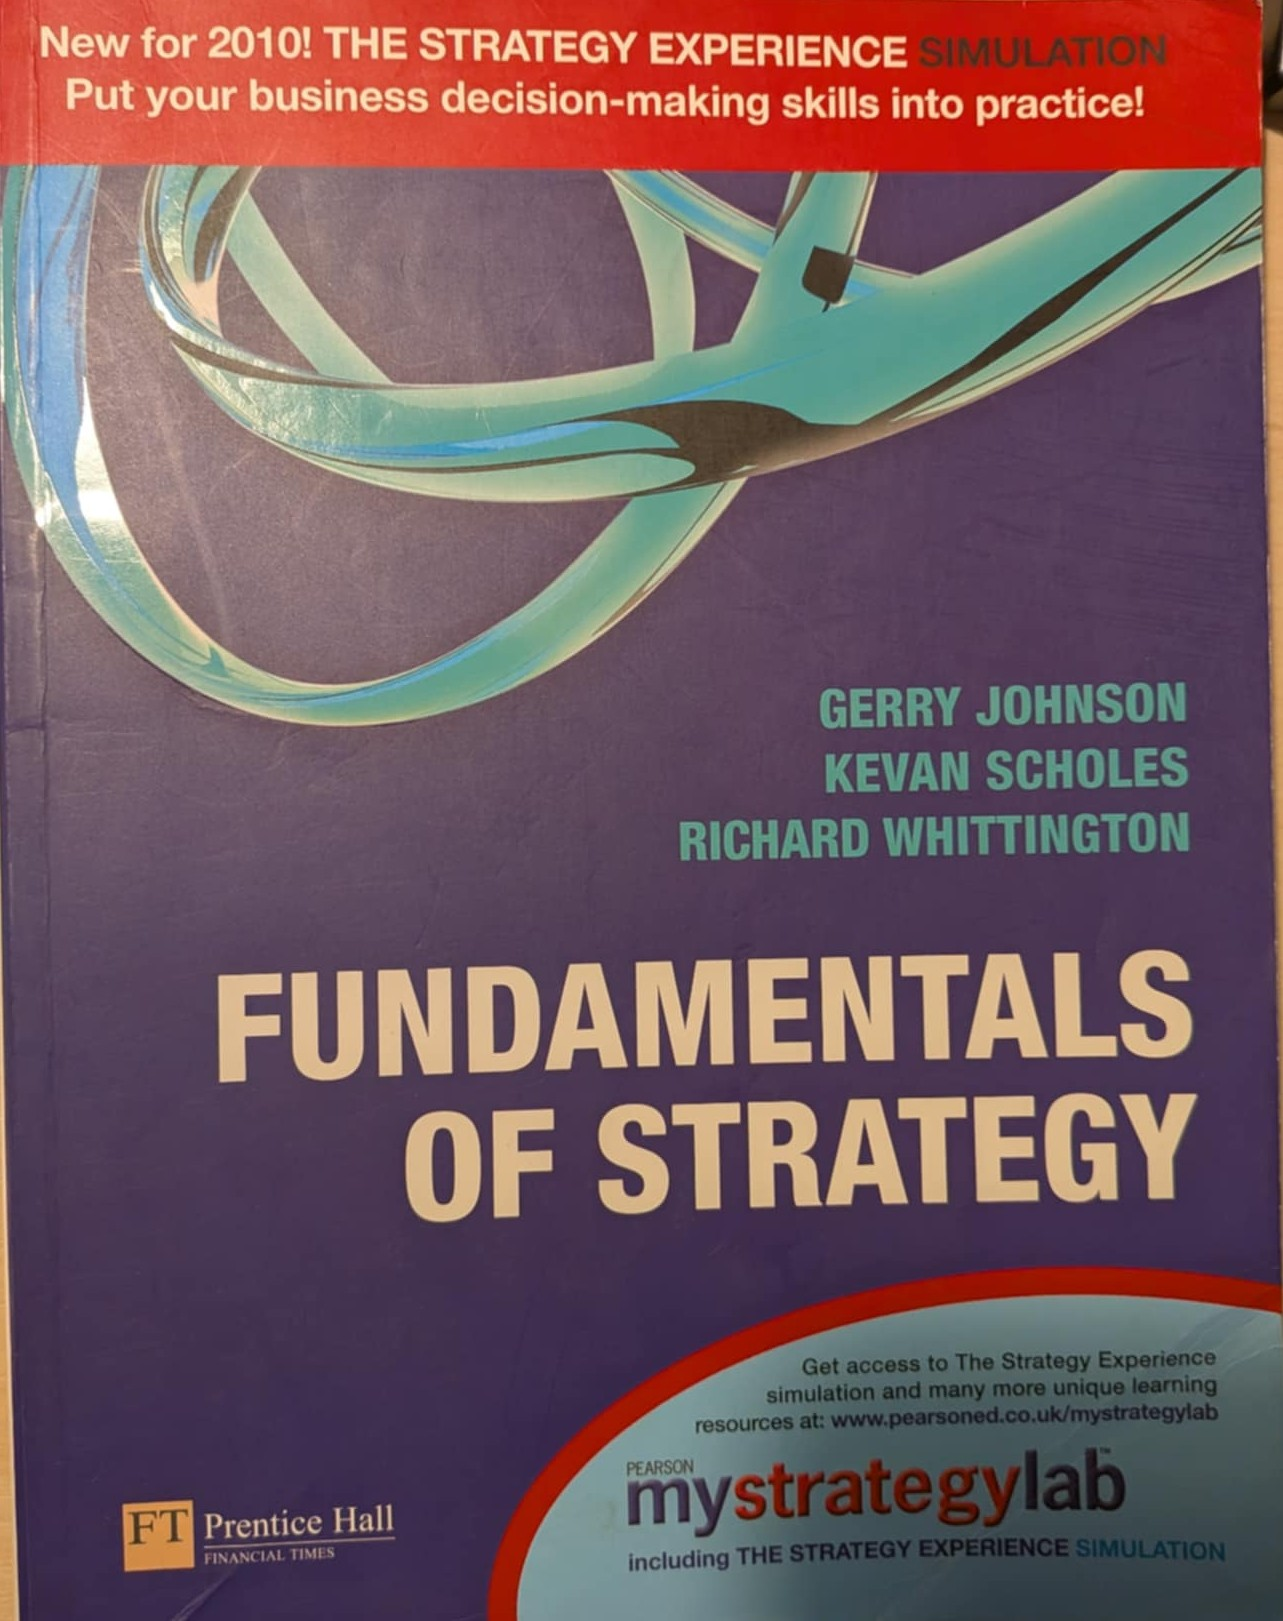 New for 2010! THE STRATEGY EXPERIENCE SIMULATION
Put your business decision-making skills into practice!
GERRY JOHNSON
KEVAN SCHOLES
RICHARD WHITTINGTON
FUNDAMENTALS
OF STRATEGY
Get access to The Strategy Experience
simulation and many more unique learning
resources at: www.pearsoned.co.uk/mystrategylab
PEARSON
mystrategylab™
including THE STRATEGY EXPERIENCE SIMULATION
FT Prentice Hall
FINANCIAL TIMES